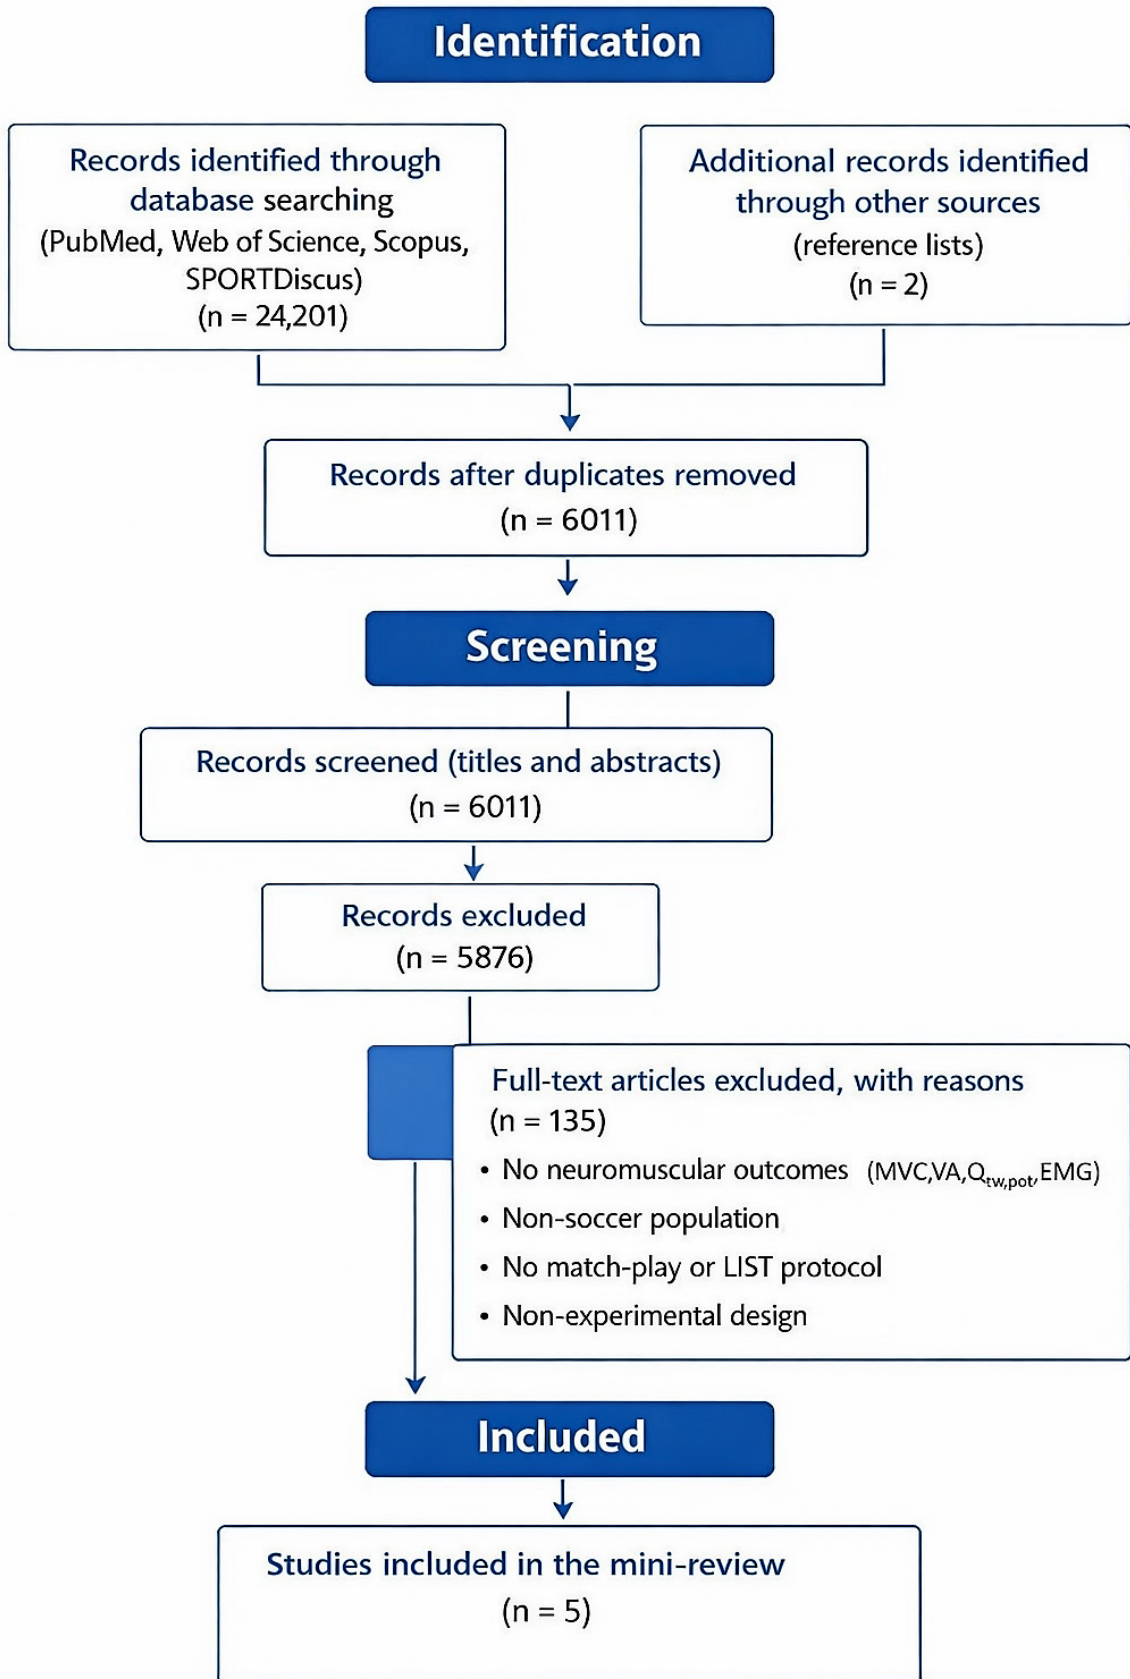 Identification
Records identified through
database searching
(PubMed, Web of Science, Scopus,
SPORTDiscus)
(n = 24,201)
Additional records identified
through other sources
(reference lists)
(n = 2)
Records after duplicates removed
(n = 6011)
Screening
Records screened (titles and abstracts)
(n = 6011)
Records excluded
(n = 5876)
Full-text articles excluded, with reasons
(n = 135)
• No neuromuscular outcomes (MVC,VA,Qtw,pot,EMG)
• Non-soccer population
• No match-play or LIST protocol
• Non-experimental design
Included
Studies included in the mini-review
(n = 5)